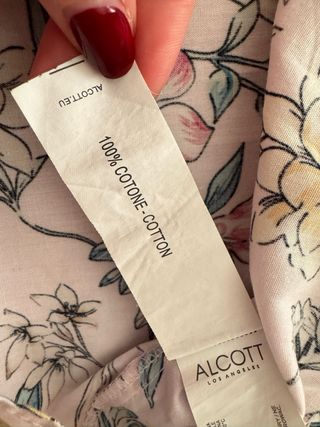 ALCOTT.EU
100% COTONE - COTTON
ALCOTT
LOS ANGELES